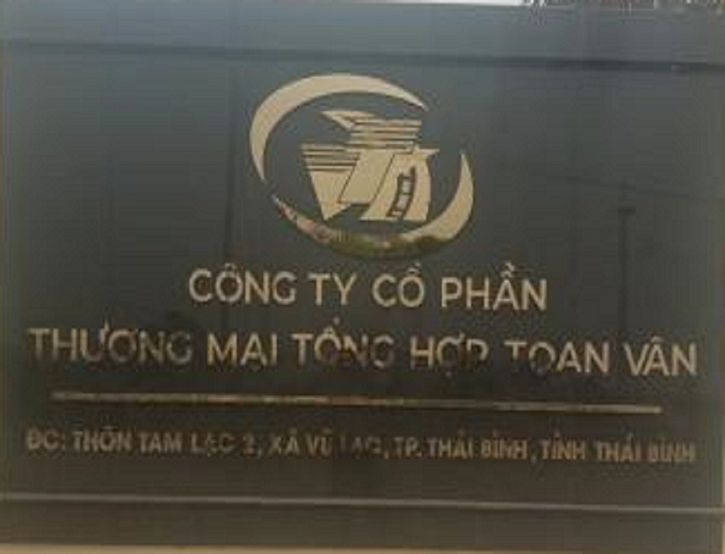 CÔNG TY CỔ PHẦN
THƯƠNG MẠI TỔNG HỢP TOAN VÂN
ĐC: THÔN TAM LẠC 2, XÃ VŨ LẠC, TP. THÁI BÌNH, TỈNH THÁI BÌNH